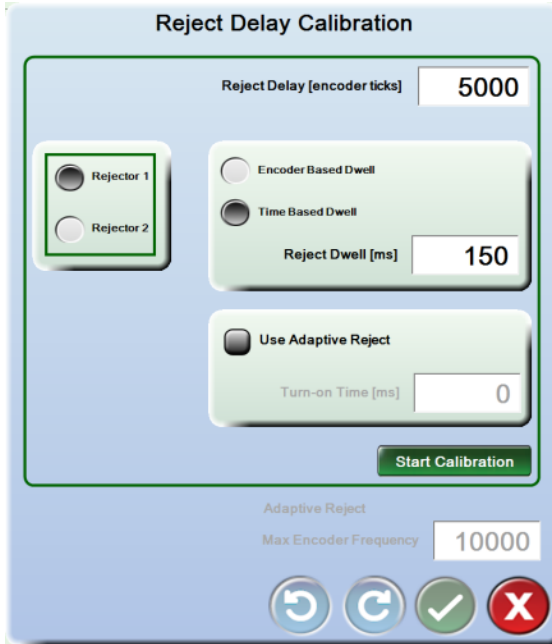 Reject Delay Calibration
Reject Delay [encoder ticks] 5000
Rejector 1
Rejector 2
Encoder Based Dwell
Time Based Dwell
Reject Dwell [ms] 150
Use Adaptive Reject
Turn-on Time [ms] 0
Start Calibration
Adaptive Reject
Max Encoder Frequency 10000